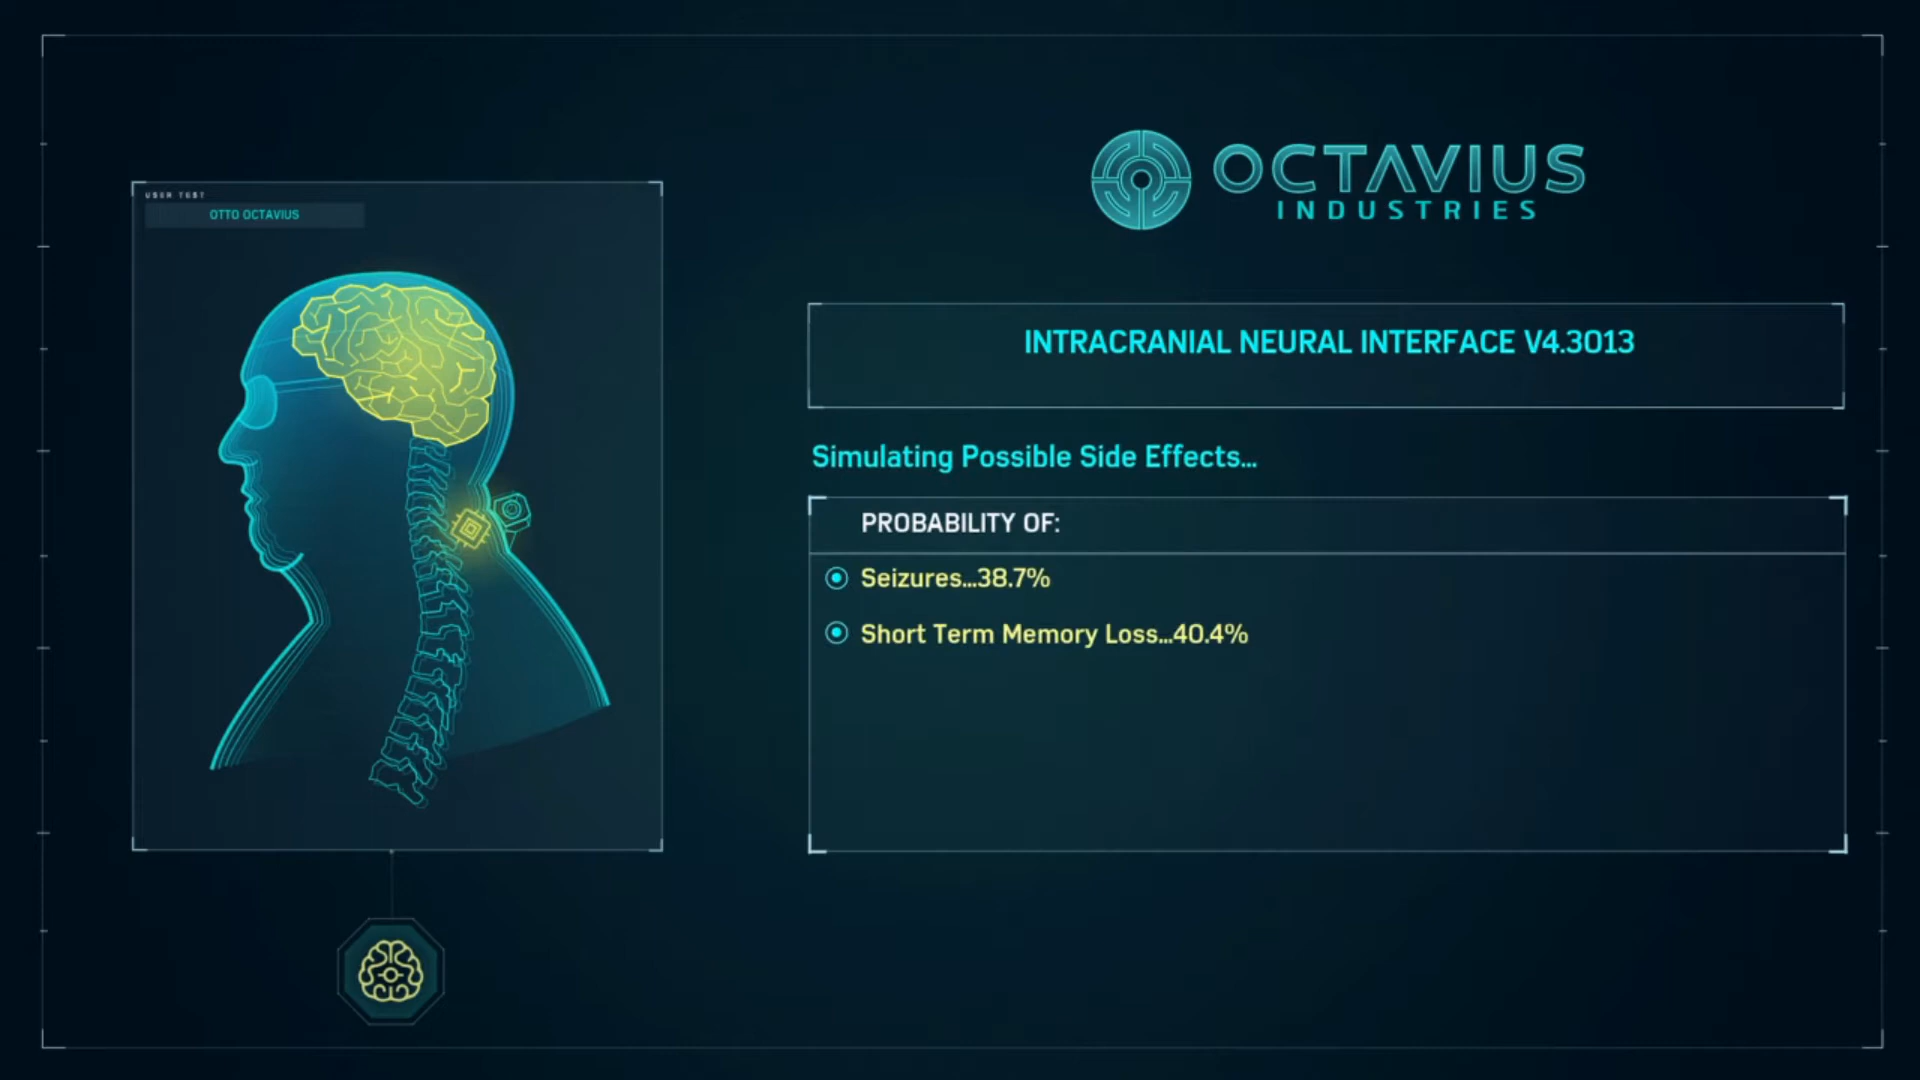 USER TEST
OTTO OCTAVIUS
OCTAVIUS
INDUSTRIES
INTRACRANIAL NEURAL INTERFACE V4.3013
Simulating Possible Side Effects...
PROBABILITY OF:
Seizures...38.7%
Short Term Memory Loss...40.4%